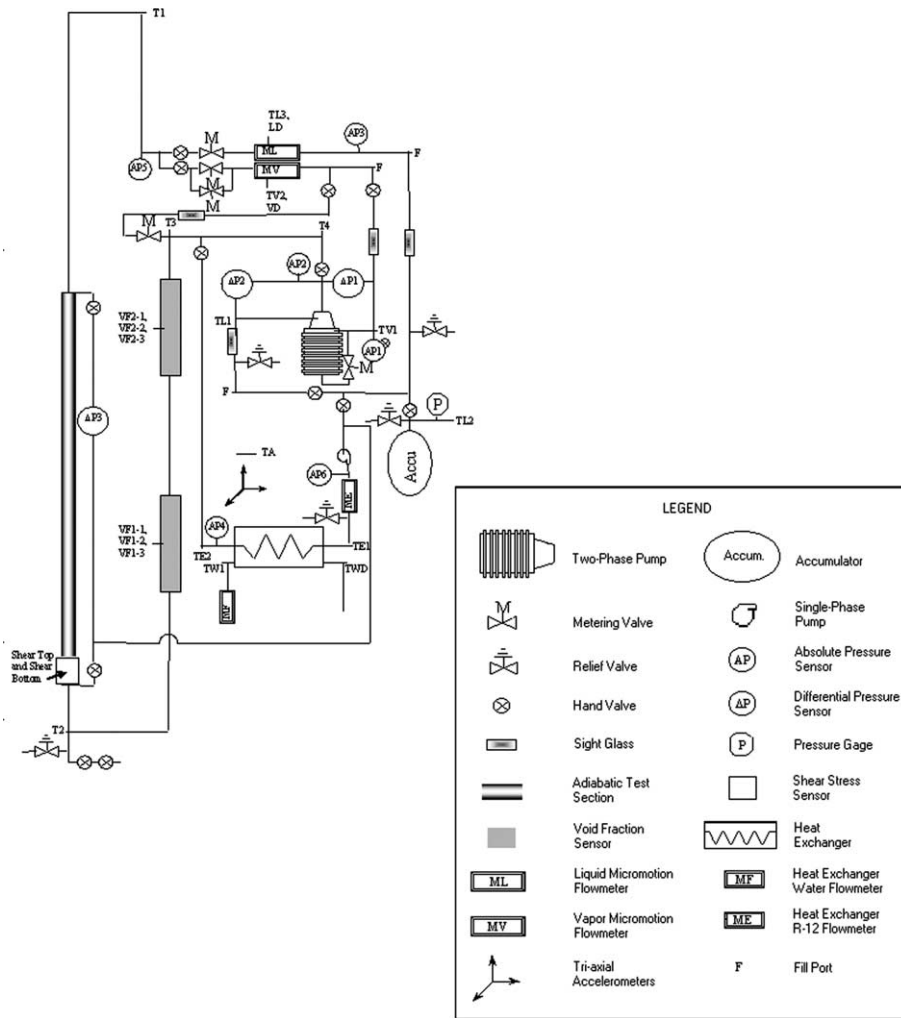 T1
TL3,
LD
M
ML
AP3
F
AP5
MV
F
M
TV2,
VD
M
T3
T4
AP2
ΔP2
ΔP1
VF2-1,
VF2-2,
VF2-3
TL1
TV1
AP1
M
F
P
TL2
ΔP3
Accu
TA
AP6
ME
VF1-1,
VF1-2,
VF1-3
AP4
TE2
TE1
TW1
TWD
MF
Shear Top
and Shear
Bottom
T2
LEGEND
Two-Phase Pump
Accum.
Accumulator
M
Metering Valve
Single-Phase
Pump
Relief Valve
AP
Absolute Pressure
Sensor
Hand Valve
ΔP
Differential Pressure
Sensor
Sight Glass
P
Pressure Gage
Adiabatic Test
Section
Shear Stress
Sensor
Void Fraction
Sensor
Heat
Exchanger
ML
Liquid Micromotion
Flowmeter
MF
Heat Exchanger
Water Flowmeter
MV
Vapor Micromotion
Flowmeter
ME
Heat Exchanger
R-12 Flowmeter
Tri-axial
Accelerometers
F
Fill Port